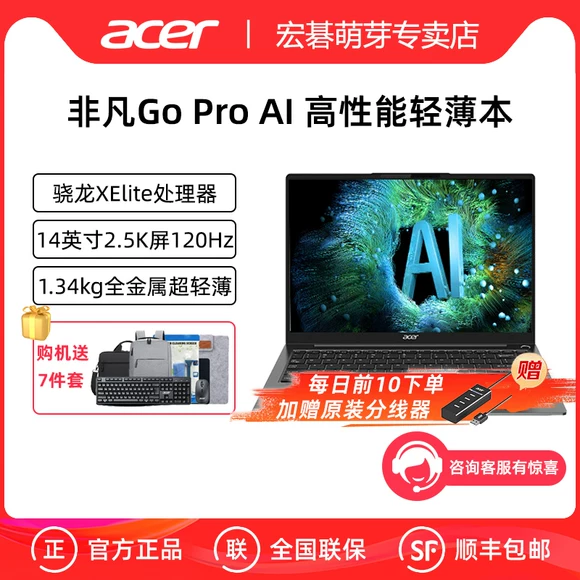 acer 宏碁萌芽专卖店
非凡Go Pro AI 高性能轻薄本
骁龙XElite处理器
14英寸2.5K屏120Hz
1.34kg全金属超轻薄
AI
acer
购机送
7件套
每日前10下单
加赠原装分线器
赠
咨询客服有惊喜
正 官方正品 联 全国联保 SF 顺丰包邮